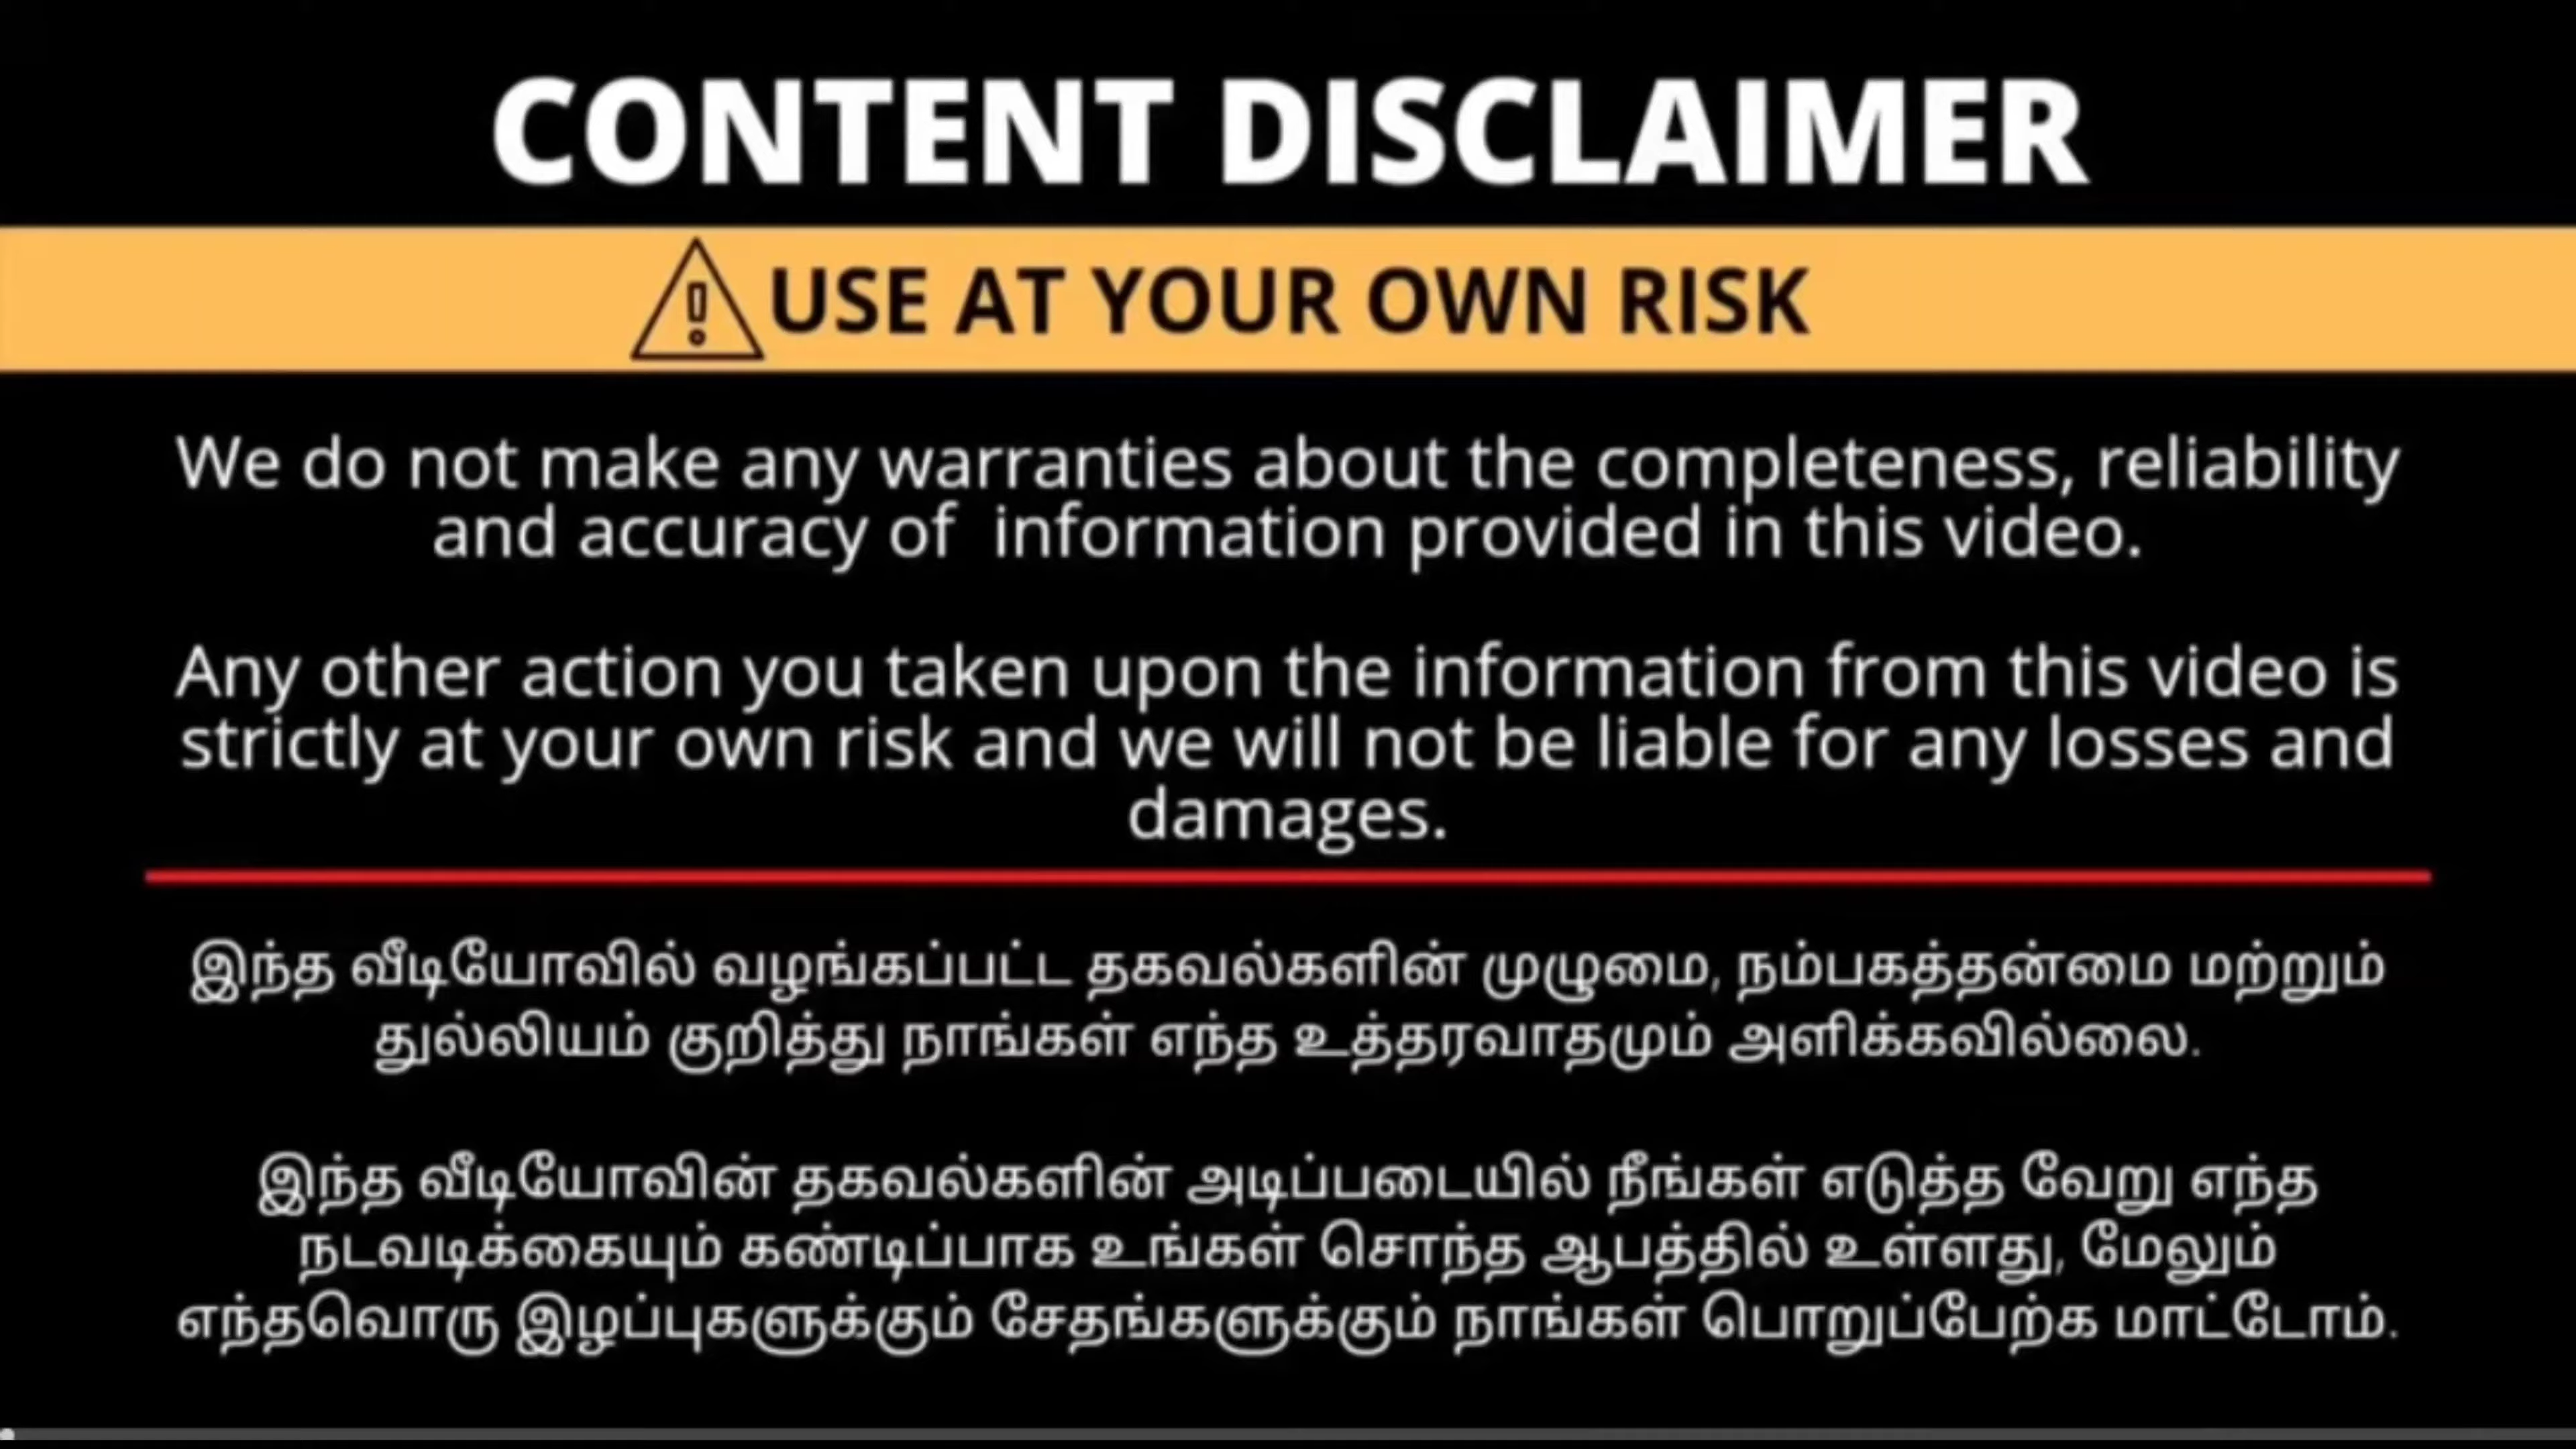 CONTENT DISCLAIMER
USE AT YOUR OWN RISK
We do not make any warranties about the completeness, reliability
and accuracy of information provided in this video.
Any other action you taken upon the information from this video is
strictly at your own risk and we will not be liable for any losses and
damages.
இந்த வீடியோவில் வழங்கப்பட்ட தகவல்களின் முழுமை, நம்பகத்தன்மை மற்றும்
துல்லியம் குறித்து நாங்கள் எந்த உத்தரவாதமும் அளிக்கவில்லை.
இந்த வீடியோவின் தகவல்களின் அடிப்படையில் நீங்கள் எடுத்த வேறு எந்த
நடவடிக்கையும் கண்டிப்பாக உங்கள் சொந்த ஆபத்தில் உள்ளது, மேலும்
எந்தவொரு இழப்புகளுக்கும் சேதங்களுக்கும் நாங்கள் பொறுப்பேற்க மாட்டோம்.